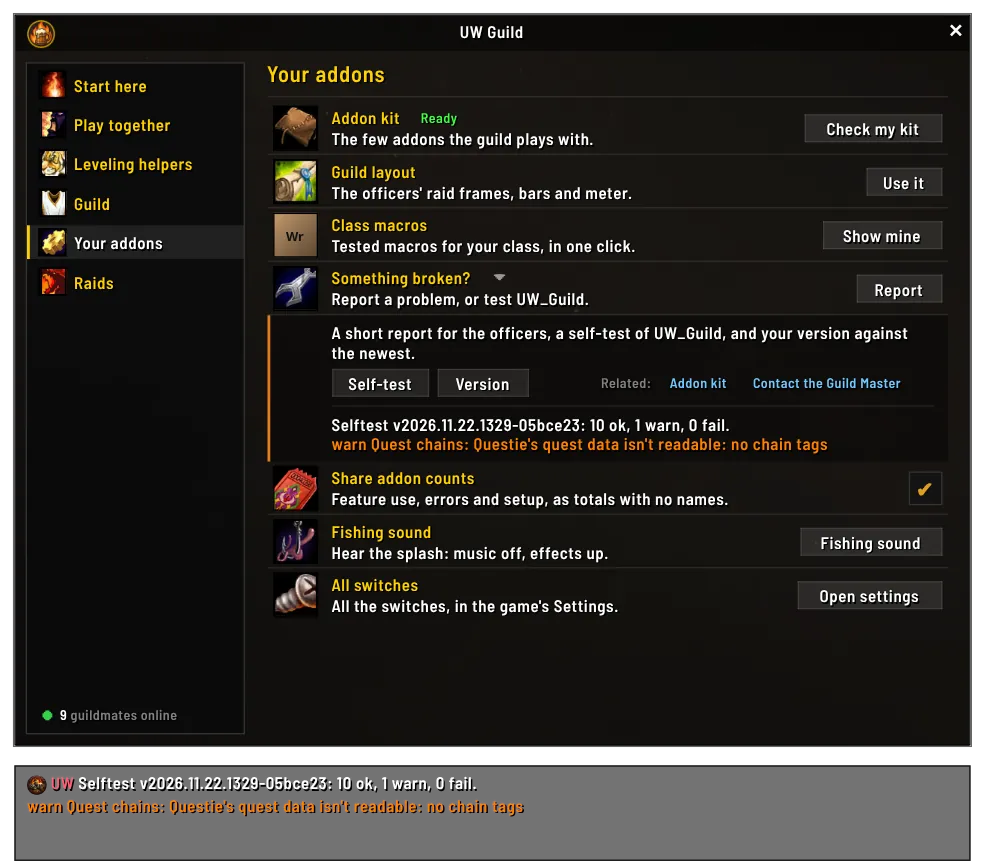 UW Guild
Start here
Play together
Leveling helpers
Guild
Your addons
Raids
9 guildmates online
Your addons
Addon kit Ready
The few addons the guild plays with.
Check my kit
Guild layout
The officers' raid frames, bars and meter.
Use it
Wr
Class macros
Tested macros for your class, in one click.
Show mine
Something broken?
Report a problem, or test UW_Guild.
Report
A short report for the officers, a self-test of UW_Guild, and your version against
the newest.
Self-test Version Related: Addon kit Contact the Guild Master
Selftest v2026.11.22.1329-05bce23: 10 ok, 1 warn, 0 fail.
warn Quest chains: Questie's quest data isn't readable: no chain tags
Share addon counts
Feature use, errors and setup, as totals with no names.
Fishing sound
Hear the splash: music off, effects up.
Fishing sound
All switches
All the switches, in the game's Settings.
Open settings
UW Selftest v2026.11.22.1329-05bce23: 10 ok, 1 warn, 0 fail.
warn Quest chains: Questie's quest data isn't readable: no chain tags